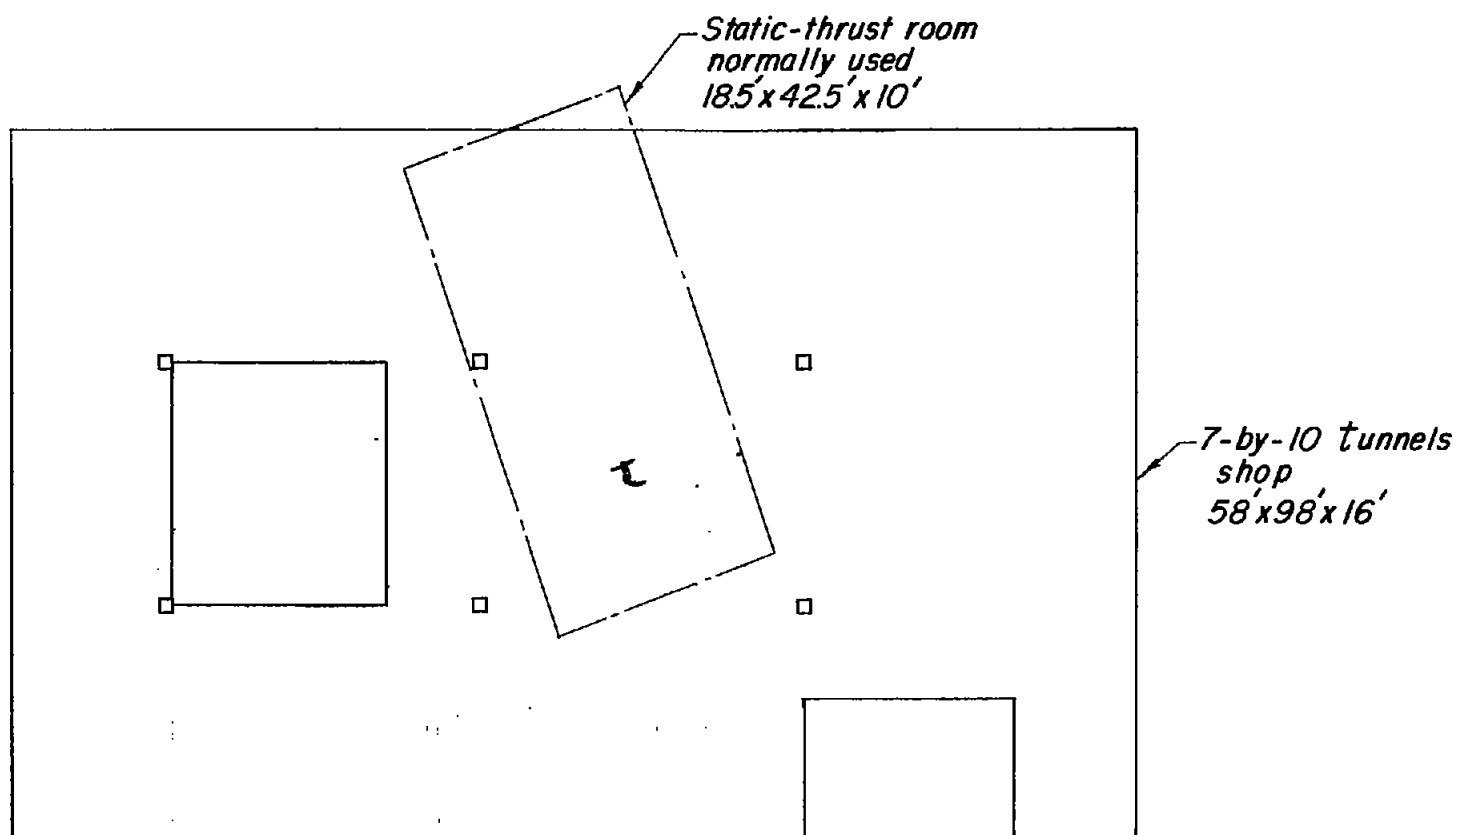 Static-thrust room
normally used
18.5'x42.5'x10'
7-by-10 tunnels
shop
58'x98'x16'